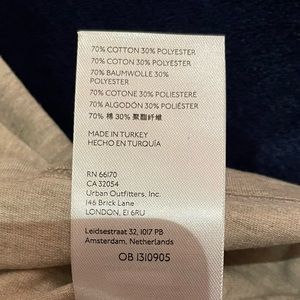 70% COTTON 30% POLYESTER
70% COTON 30% POLYESTER
70% BAUMWOLLE 30%
POLYESTER
70% COTONE 30% POLIESTERE
70% ALGODÓN 30% POLIÉSTER
70% 棉 30% 聚酯纤维
MADE IN TURKEY
HECHO EN TURQUÍA
RN 66170
CA 32054
Urban Outfitters, Inc.
146 Brick Lane
LONDON, E1 6RU
Leidsestraat 32, 1017 PB
Amsterdam, Netherlands
OB 1310905